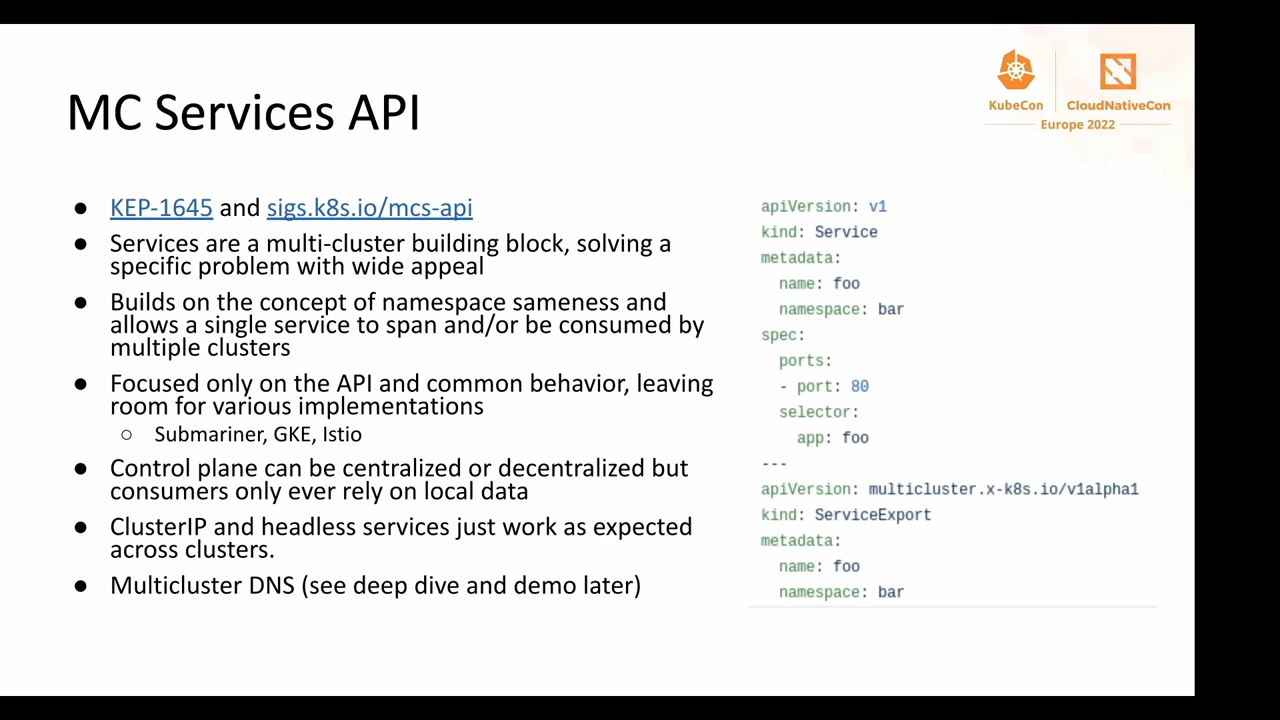 KubeCon
CloudNativeCon
Europe 2022
MC Services API
● KEP-1645 and sigs.k8s.io/mcs-api
● Services are a multi-cluster building block, solving a
specific problem with wide appeal
● Builds on the concept of namespace sameness and
allows a single service to span and/or be consumed by
multiple clusters
● Focused only on the API and common behavior, leaving
room for various implementations
○ Submariner, GKE, Istio
● Control plane can be centralized or decentralized but
consumers only ever rely on local data
● ClusterIP and headless services just work as expected
across clusters.
● Multicluster DNS (see deep dive and demo later)
apiVersion: v1
kind: Service
metadata:
  name: foo
  namespace: bar
spec:
  ports:
  - port: 80
  selector:
    app: foo
---
apiVersion: multicluster.x-k8s.io/v1alpha1
kind: ServiceExport
metadata:
  name: foo
  namespace: bar